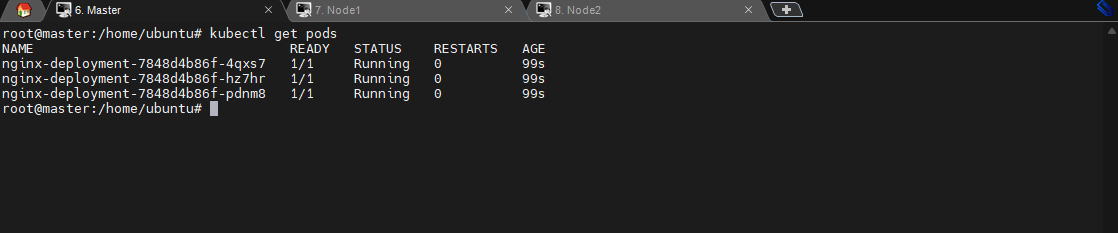 6. Master
7. Node1
8. Node2
root@master:/home/ubuntu# kubectl get pods
NAME                                READY   STATUS    RESTARTS   AGE
nginx-deployment-7848d4b86f-4qxs7   1/1     Running   0          99s
nginx-deployment-7848d4b86f-hz7hr   1/1     Running   0          99s
nginx-deployment-7848d4b86f-pdnm8   1/1     Running   0          99s
root@master:/home/ubuntu#